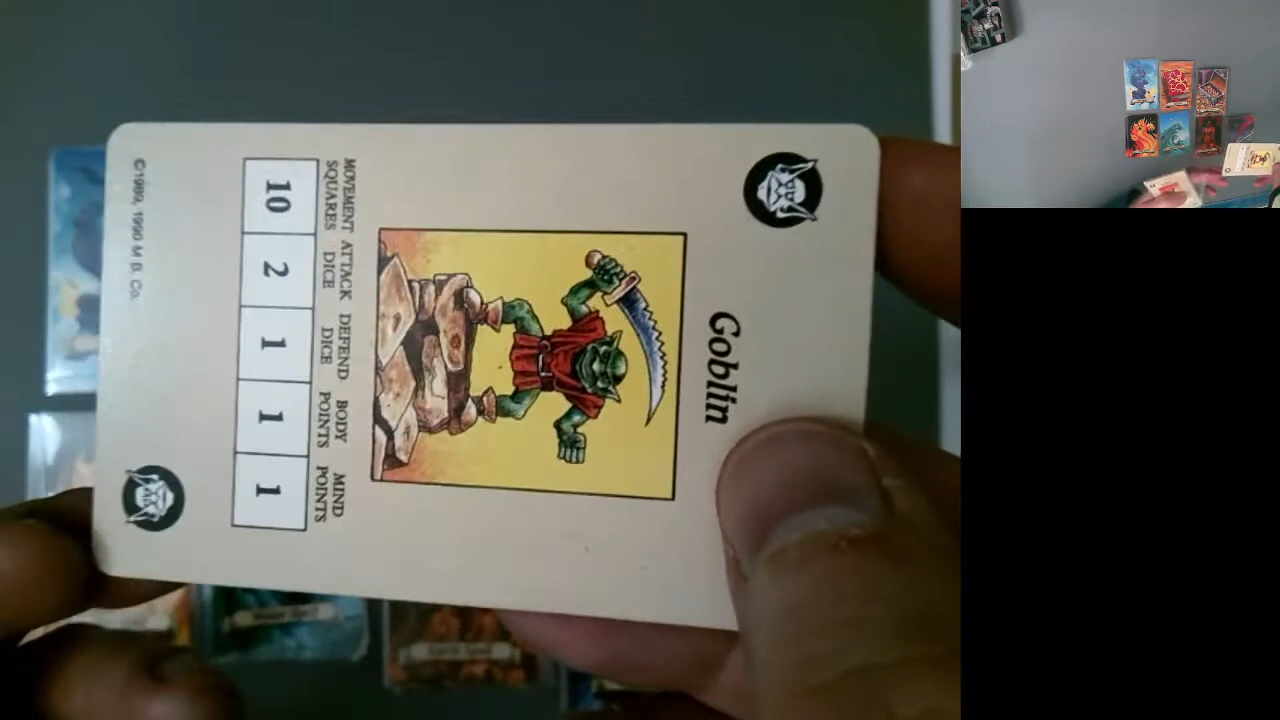 Goblin
MOVEMENT SQUARES
ATTACK DICE
DEFEND DICE
BODY POINTS
MIND POINTS
10 2 1 1 1
©1989, 1990 M B. Co.